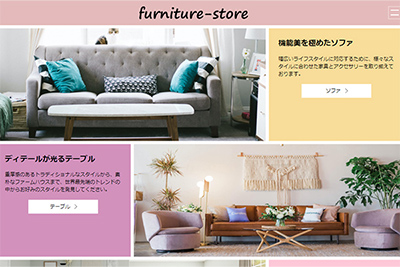 furniture-store
機能美を極めたソファ
幅広いライフスタイルに対応するために、様々なス
タイルに合わせた家具とアクセサリーを取り揃えて
おります。
ソファ 〉
ディテールが光るテーブル
重厚感のあるトラディショナルなスタイルから、素
朴なファームハウスまで、世界最先端のトレンドの
中からお好みのスタイルを発見してください。
テーブル 〉